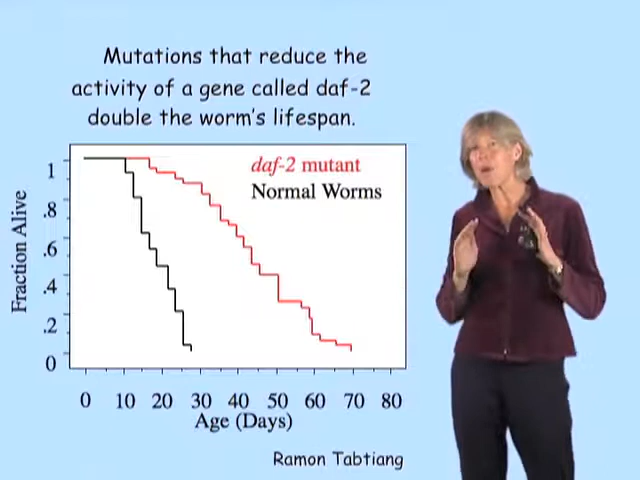 Mutations that reduce the
activity of a gene called daf-2
double the worm's lifespan.
daf-2 mutant
Normal Worms
Fraction Alive
1
.8
.6
.4
.2
0
0 10 20 30 40 50 60 70 80
Age (Days)
Ramon Tabtiang